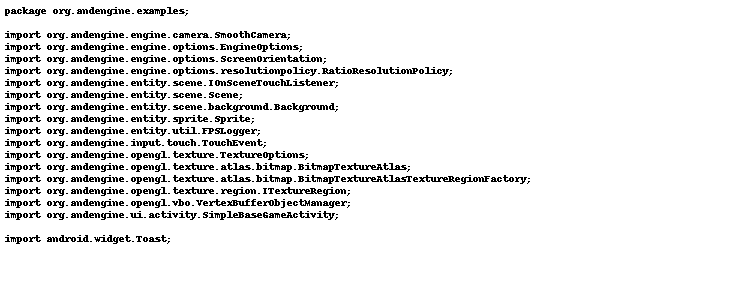 package org.andengine.examples;

import org.andengine.engine.camera.SmoothCamera;
import org.andengine.engine.options.EngineOptions;
import org.andengine.engine.options.ScreenOrientation;
import org.andengine.engine.options.resolutionpolicy.RatioResolutionPolicy;
import org.andengine.entity.scene.IOnSceneTouchListener;
import org.andengine.entity.scene.Scene;
import org.andengine.entity.scene.background.Background;
import org.andengine.entity.sprite.Sprite;
import org.andengine.entity.util.FPSLogger;
import org.andengine.input.touch.TouchEvent;
import org.andengine.opengl.texture.TextureOptions;
import org.andengine.opengl.texture.atlas.bitmap.BitmapTextureAtlas;
import org.andengine.opengl.texture.atlas.bitmap.BitmapTextureAtlasTextureRegionFactory;
import org.andengine.opengl.texture.region.ITextureRegion;
import org.andengine.opengl.vbo.VertexBufferObjectManager;
import org.andengine.ui.activity.SimpleBaseGameActivity;

import android.widget.Toast;